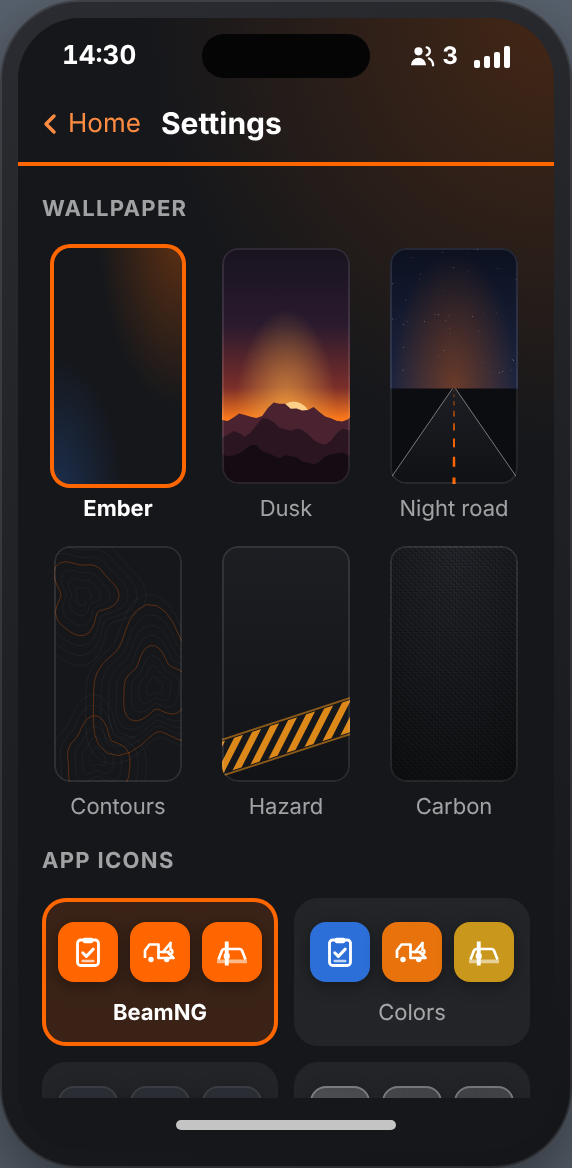 14:30
3
Home Settings
WALLPAPER
Ember Dusk Night road
Contours Hazard Carbon
APP ICONS
BeamNG Colors